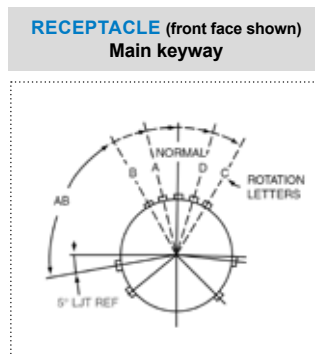 RECEPTACLE (front face shown)
Main keyway
NORMAL
B
A
D
C
ROTATION
LETTERS
AB
5° LJT REF